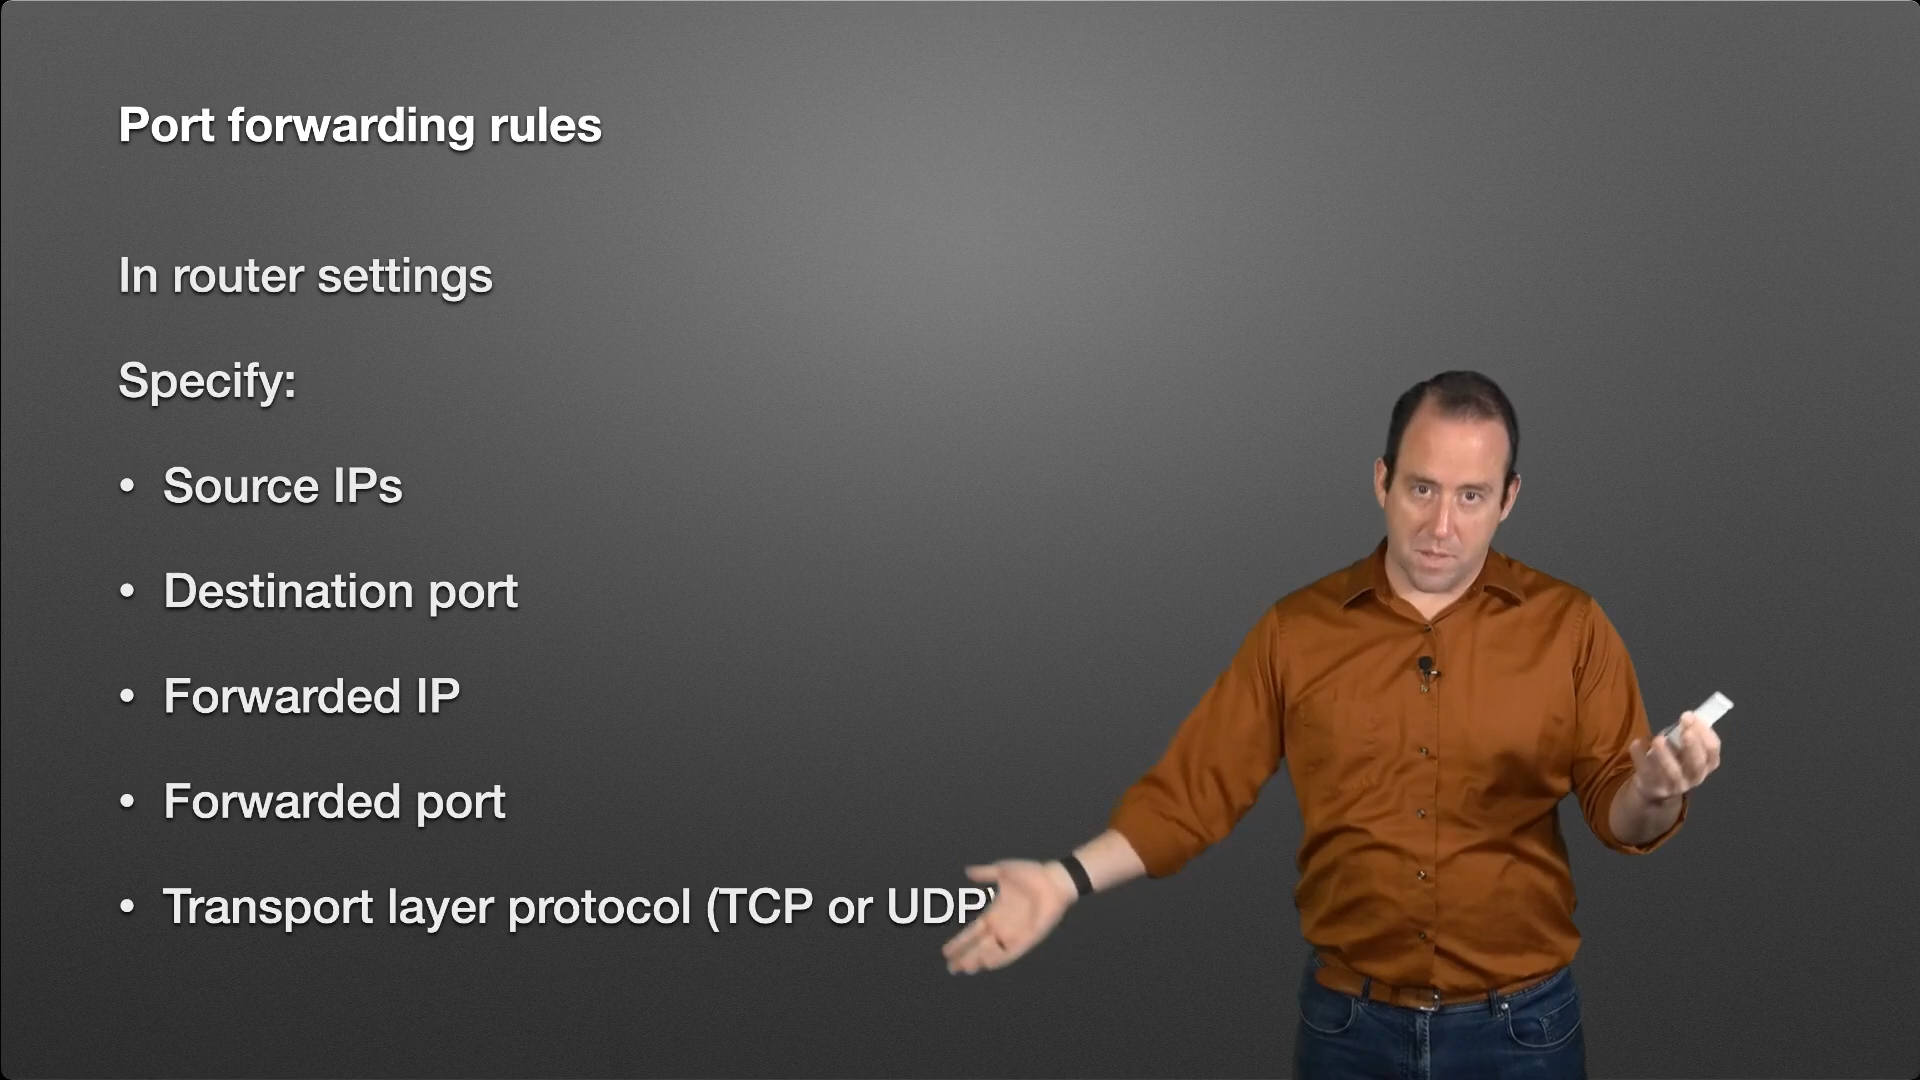 Port forwarding rules
In router settings
Specify:
• Source IPs
• Destination port
• Forwarded IP
• Forwarded port
• Transport layer protocol (TCP or UDP)